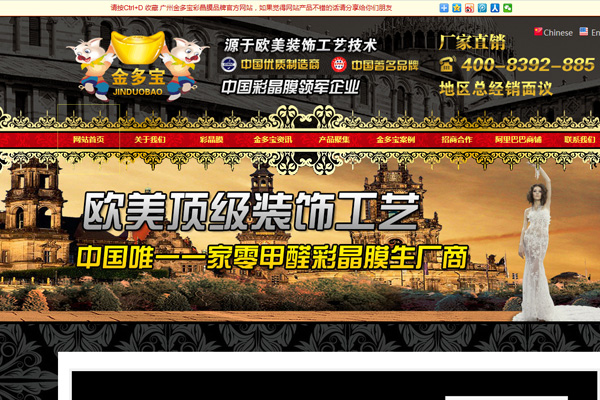 请按Ctrl+D 收藏 广州金多宝彩晶膜品牌官方网站，如果觉得网站产品不错的话请分享给你们朋友
Chinese
En
金多宝
JINDUOBAO
源于欧美装饰工艺技术
中国优质制造商 中国著名品牌
中国彩晶膜领军企业
厂家直销
400-8392-885
地区总经销面议
网站首页 关于我们 彩晶膜 金多宝资讯 产品聚集 金多宝案例 招商合作 阿里巴巴商铺 联系我们
欧美顶级装饰工艺
中国唯一一家零甲醛彩晶膜生厂商